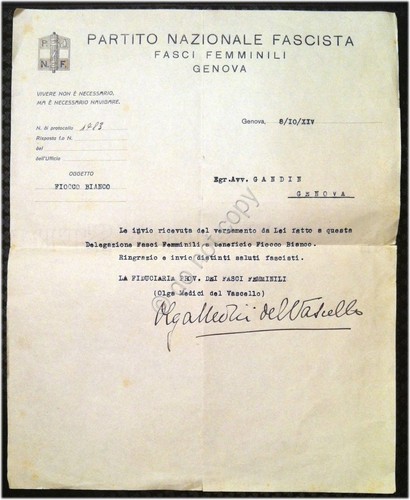 P N F
PARTITO NAZIONALE FASCISTA
FASCI FEMMINILI
GENOVA
VIVERE NON È NECESSARIO,
MA È NECESSARIO NAVIGARE.
N. di protocollo 1983
Risposta f.o N.
del
dell'Ufficio
Genova, 8/IO/XIV
OGGETTO
FIOCCO BIANCO
Egr.Avv. GANDIN
GENOVA
Le invio ricevuta del versamento da Lei fatto a questa
Delegazione Fasci Femminili a beneficio Fiocco Bianco.
Ringrazio e invio distinti saluti fascisti.
LA FIDUCIARIA PROV. DEI FASCI FEMMINILI
(Olga Medici del Vascello)
Olga Medici del Vascello
copy